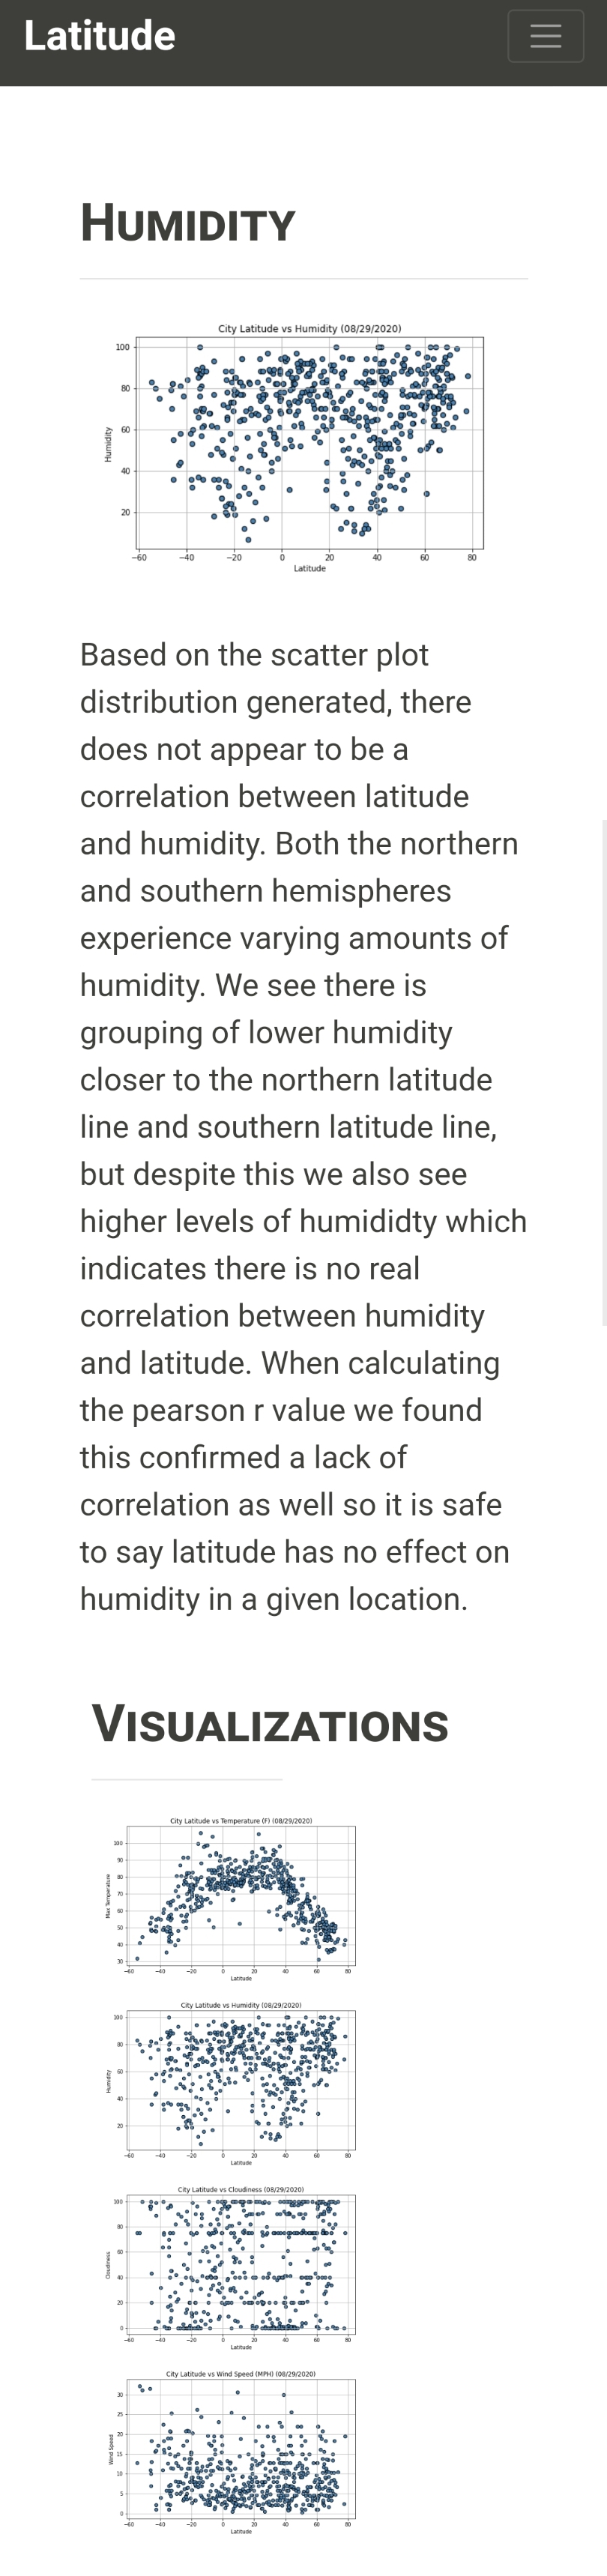 Latitude
HUMIDITY
City Latitude vs Humidity (08/29/2020)
100
80
60
40
20
Humidity
−60 −40 −20 0 20 40 60 80
Latitude
Based on the scatter plot
distribution generated, there
does not appear to be a
correlation between latitude
and humidity. Both the northern
and southern hemispheres
experience varying amounts of
humidity. We see there is
grouping of lower humidity
closer to the northern latitude
line and southern latitude line,
but despite this we also see
higher levels of humididty which
indicates there is no real
correlation between humidity
and latitude. When calculating
the pearson r value we found
this confirmed a lack of
correlation as well so it is safe
to say latitude has no effect on
humidity in a given location.
VISUALIZATIONS
City Latitude vs Temperature (F) (08/29/2020)
100
90
80
70
60
50
40
30
Max Temperature
−60 −40 −20 0 20 40 60 80
Latitude
City Latitude vs Humidity (08/29/2020)
100
80
60
40
20
Humidity
−60 −40 −20 0 20 40 60 80
Latitude
City Latitude vs Cloudiness (08/29/2020)
100
80
60
40
20
0
Cloudiness
−60 −40 −20 0 20 40 60 80
Latitude
City Latitude vs Wind Speed (MPH) (08/29/2020)
30
25
20
15
10
5
0
Wind Speed
−60 −40 −20 0 20 40 60 80
Latitude